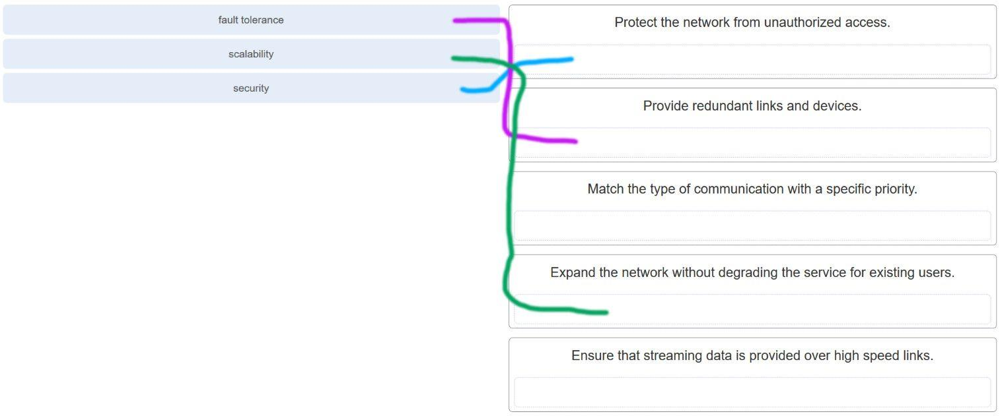 fault tolerance
scalability
security
Protect the network from unauthorized access.
Provide redundant links and devices.
Match the type of communication with a specific priority.
Expand the network without degrading the service for existing users.
Ensure that streaming data is provided over high speed links.